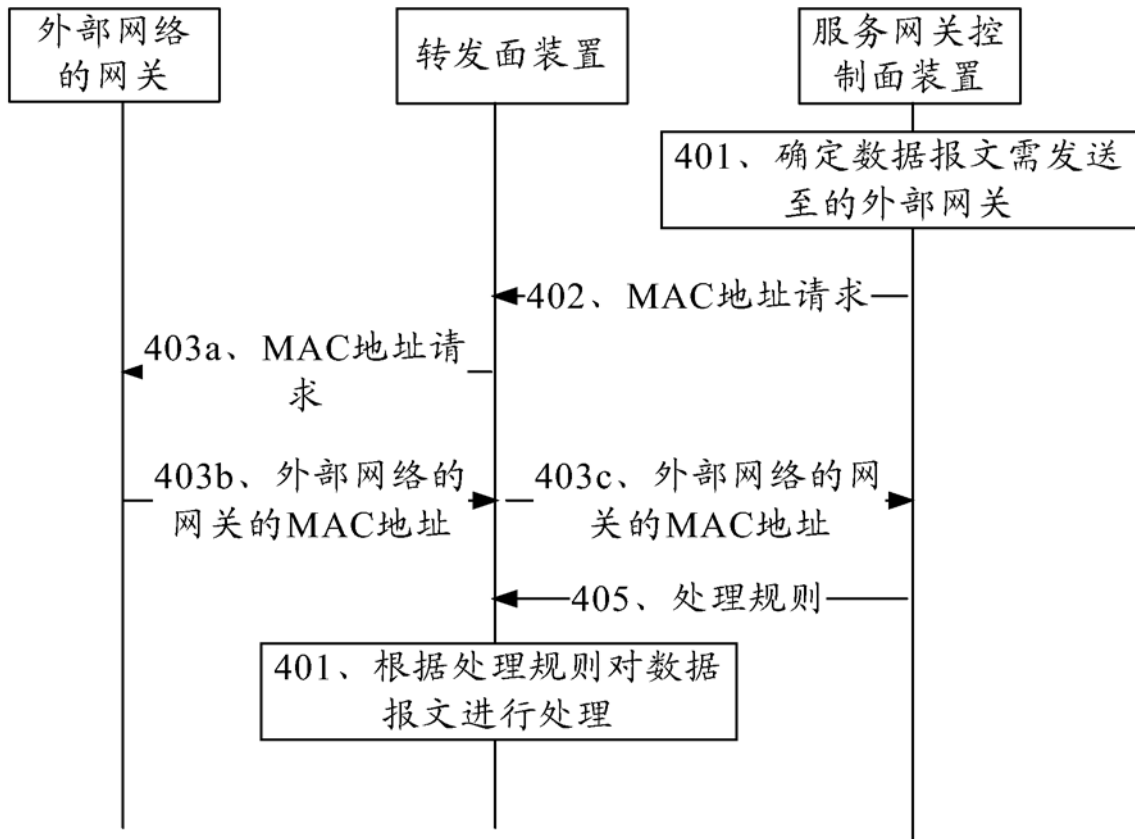 外部网络
的网关
转发面装置
服务网关控
制面装置
401、确定数据报文需发送
至的外部网关
402、MAC地址请求
403a、MAC地址请
求
403b、外部网络的
网关的MAC地址
403c、外部网络的网
关的MAC地址
405、处理规则
401、根据处理规则对数据
报文进行处理